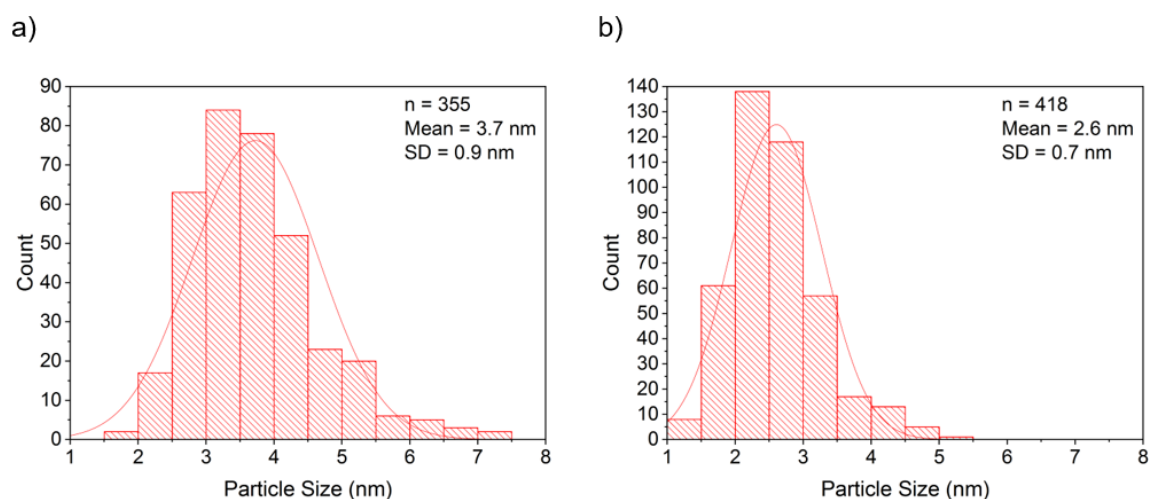 a)
b)
90
80
70
60
50
40
30
20
10
0
Count
n = 355
Mean = 3.7 nm
SD = 0.9 nm
1 2 3 4 5 6 7 8
Particle Size (nm)
140
130
120
110
100
90
80
70
60
50
40
30
20
10
0
Count
n = 418
Mean = 2.6 nm
SD = 0.7 nm
1 2 3 4 5 6 7 8
Particle Size (nm)